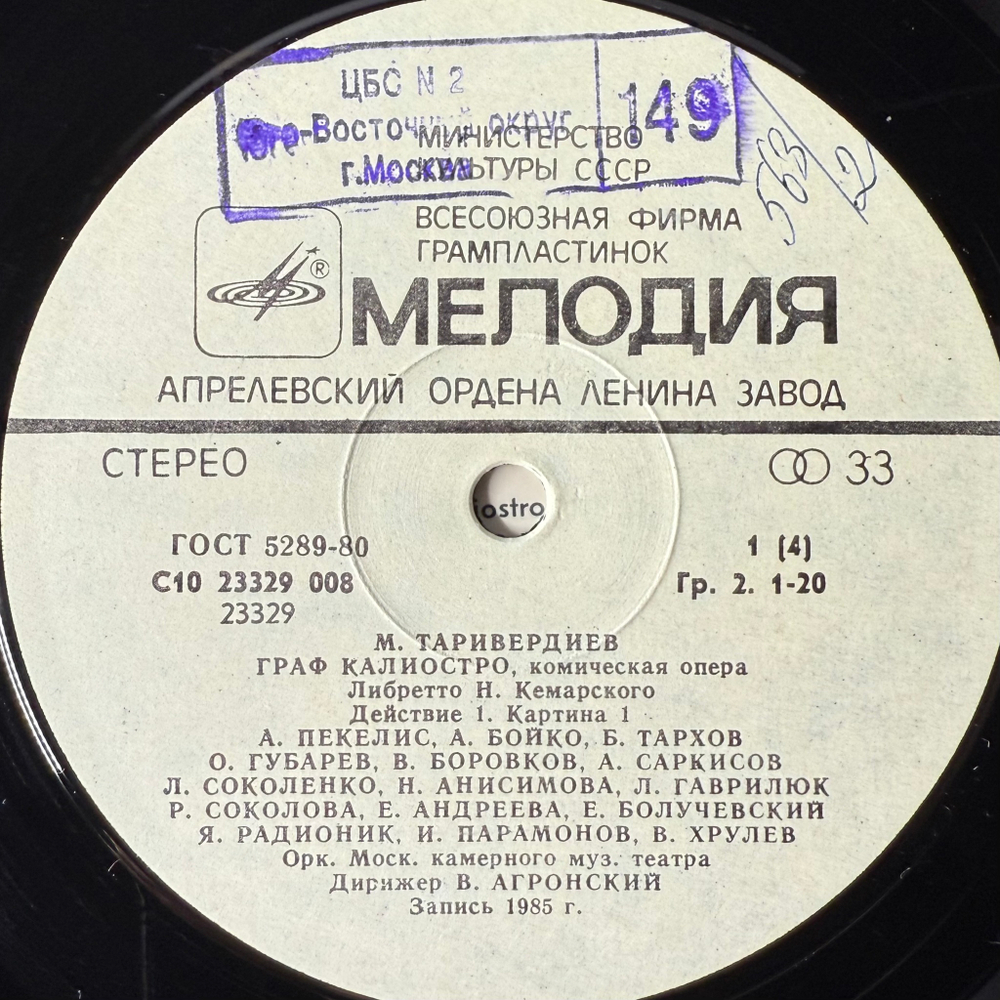 ЦБС N 2
149
Юго-Восточный округ
г.Москвы
563/62
МИНИСТЕРСТВО
КУЛЬТУРЫ СССР
ВСЕСОЮЗНАЯ ФИРМА
ГРАМПЛАСТИНОК
®
МЕЛОДИЯ
АПРЕЛЕВСКИЙ ОРДЕНА ЛЕНИНА ЗАВОД
СТЕРЕО
33
iostro
ГОСТ 5289-80
1 (4)
С10 23329 008
Гр. 2. 1-20
23329
М. ТАРИВЕРДИЕВ
ГРАФ КАЛИОСТРО, комическая опера
Либретто Н. Кемарского
Действие 1. Картина 1
А. ПЕКЕЛИС, А. БОЙКО, Б. ТАРХОВ
О. ГУБАРЕВ, В. БОРОВКОВ, А. САРКИСОВ
Л. СОКОЛЕНКО, Н. АНИСИМОВА, Л. ГАВРИЛЮК
Р. СОКОЛОВА, Е. АНДРЕЕВА, Е. БОЛУЧЕВСКИЙ
Я. РАДИОНИК, И. ПАРАМОНОВ, В. ХРУЛЕВ
Орк. Моск. камерного муз. театра
Дирижер В. АГРОНСКИЙ
Запись 1985 г.